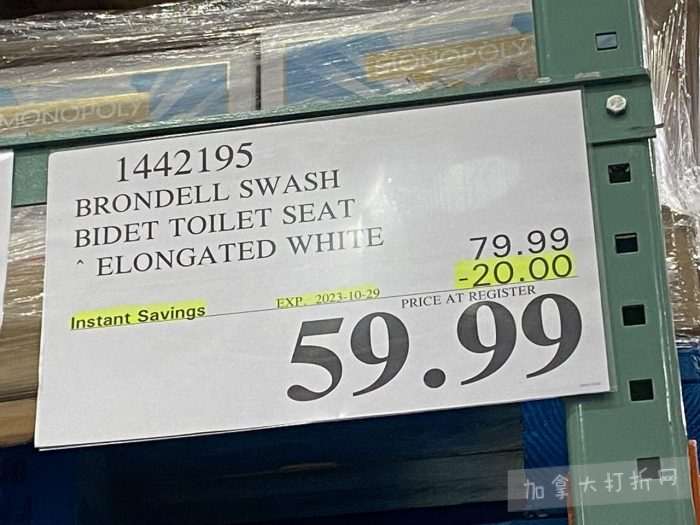 MONOPOLY
MONOPOLY
1442195
BRONDELL SWASH
BIDET TOILET SEAT
^ ELONGATED WHITE
79.99
-20.00
Instant Savings
EXP. 2023-10-29
PRICE AT REGISTER
59.99
加拿大打折网